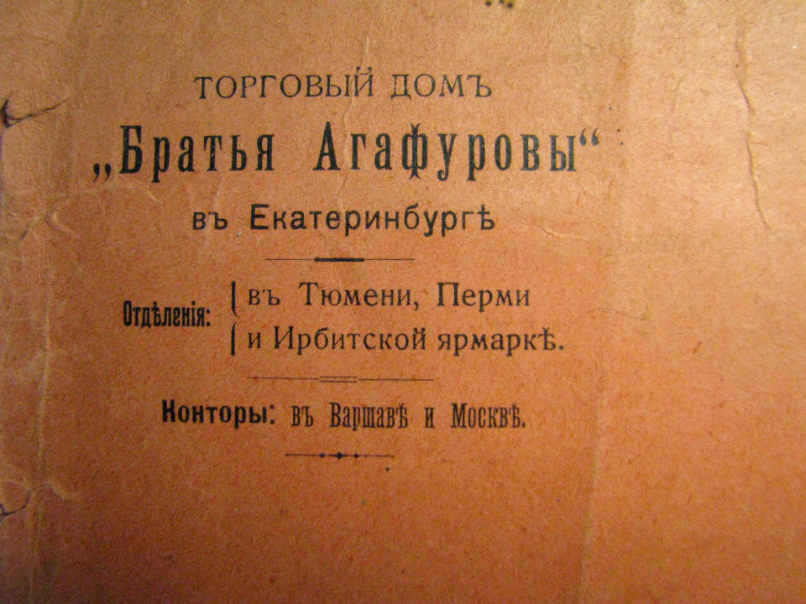 ТОРГОВЫЙ ДОМЪ
„Братья Агафуровы“
въ Екатеринбургѣ
Отдѣленія: { въ Тюмени, Перми
и Ирбитской ярмаркѣ.
Конторы: въ Варшавѣ и Москвѣ.